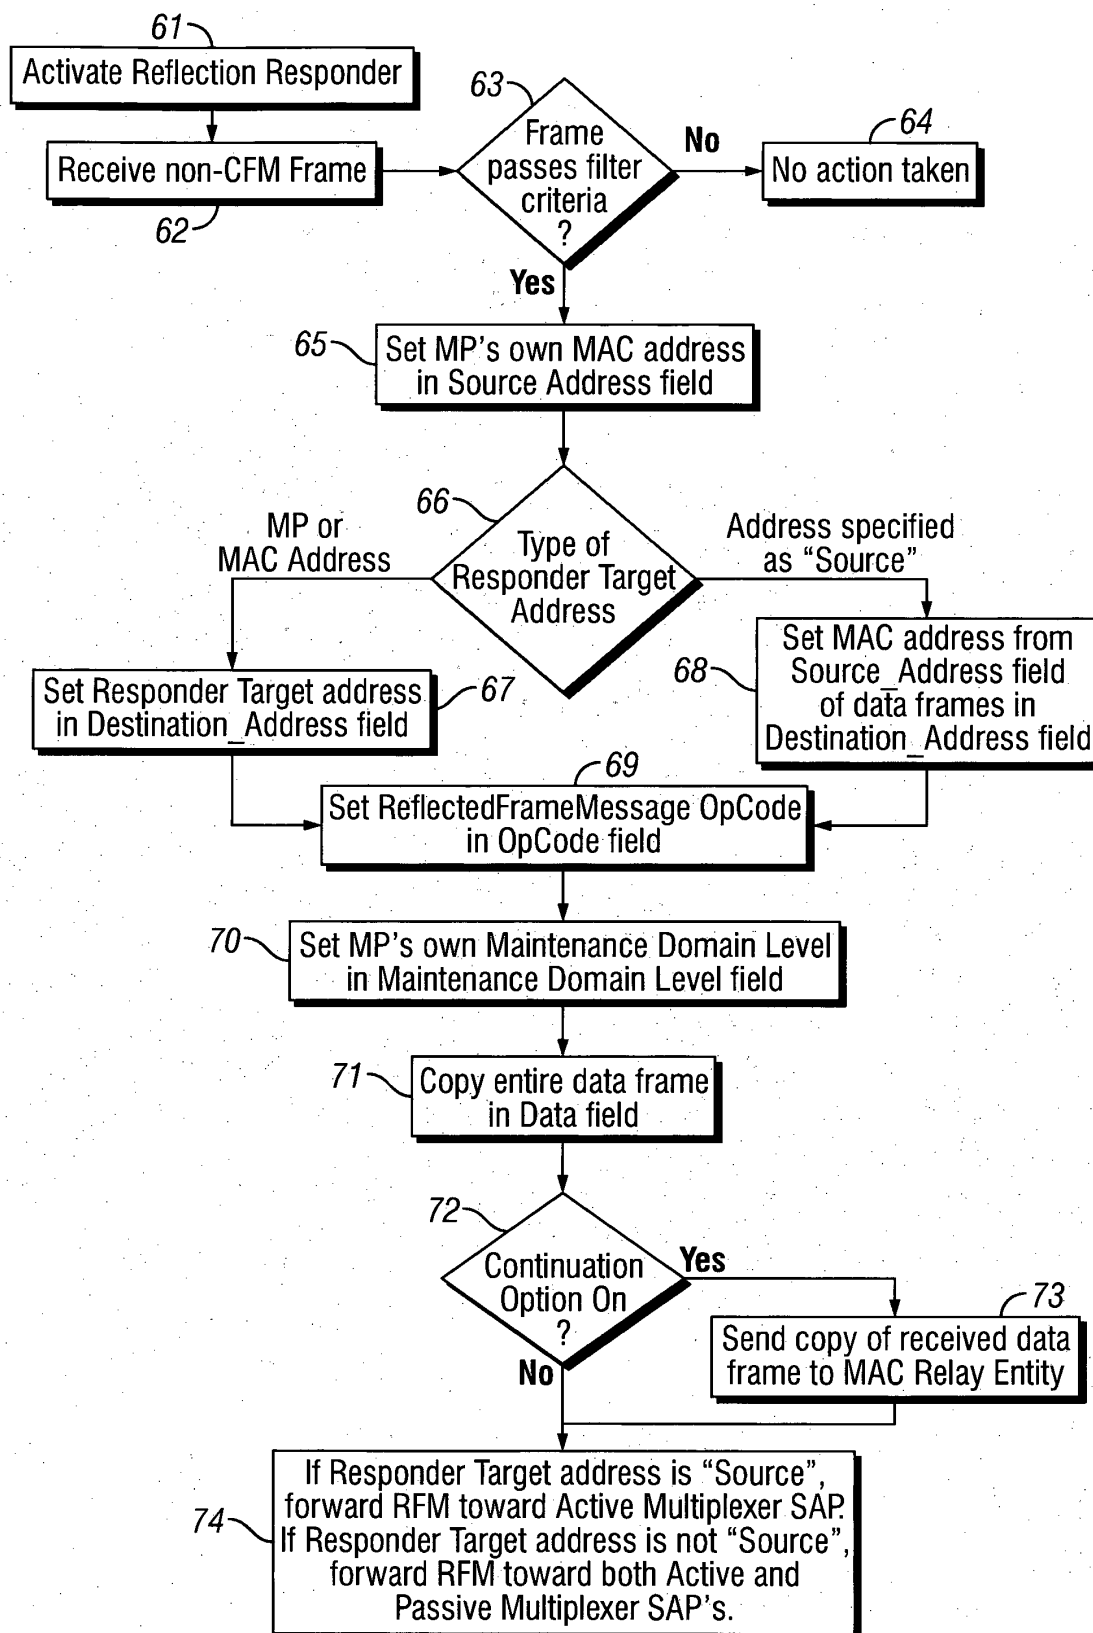 61
Activate Reflection Responder
Receive non-CFM Frame
62
63
Frame
passes filter
criteria
?
No
64
No action taken
Yes
65
Set MP's own MAC address
in Source Address field
66
Type of
Responder Target
Address
MP or
MAC Address
Address specified
as “Source”
Set Responder Target address
in Destination_Address field
67
68
Set MAC address from
Source_Address field
of data frames in
Destination_Address field
69
Set ReflectedFrameMessage OpCode
in OpCode field
70
Set MP's own Maintenance Domain Level
in Maintenance Domain Level field
71
Copy entire data frame
in Data field
72
Continuation
Option On
?
Yes
73
Send copy of received data
frame to MAC Relay Entity
No
74
If Responder Target address is “Source”,
forward RFM toward Active Multiplexer SAP.
If Responder Target address is not “Source”,
forward RFM toward both Active and
Passive Multiplexer SAP's.